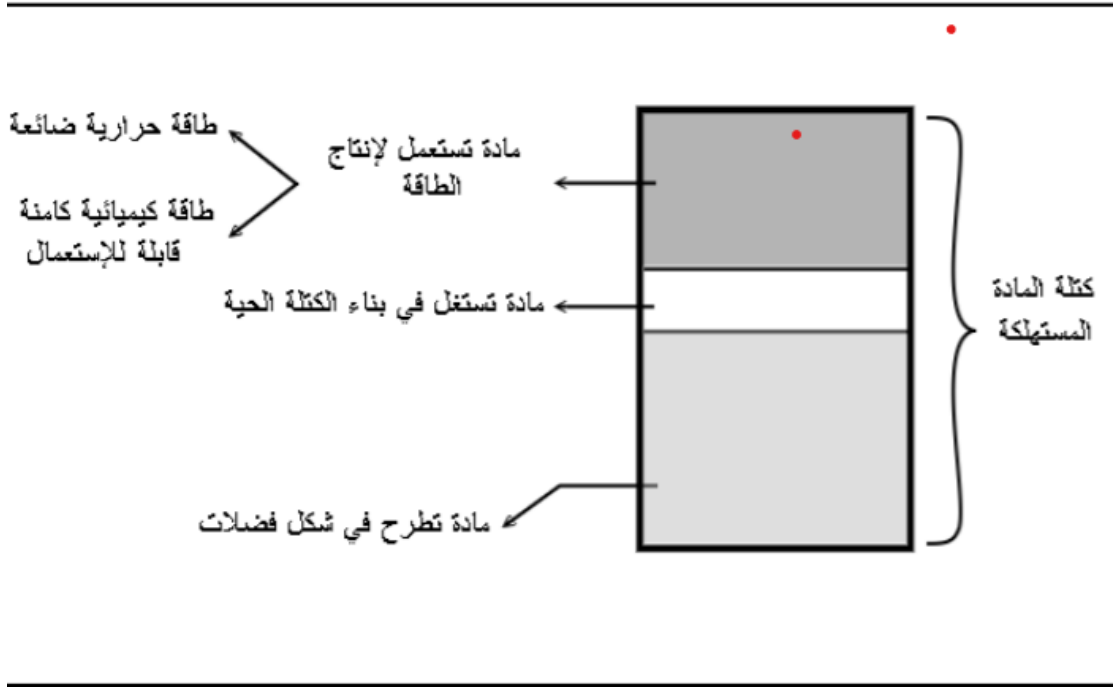 طاقة حرارية ضائعة
مادة تستعمل لإنتاج
الطاقة
طاقة كيميائية كامنة
قابلة للإستعمال
مادة تستغل في بناء الكتلة الحية
كتلة المادة
المستهلكة
مادة تطرح في شكل فضلات